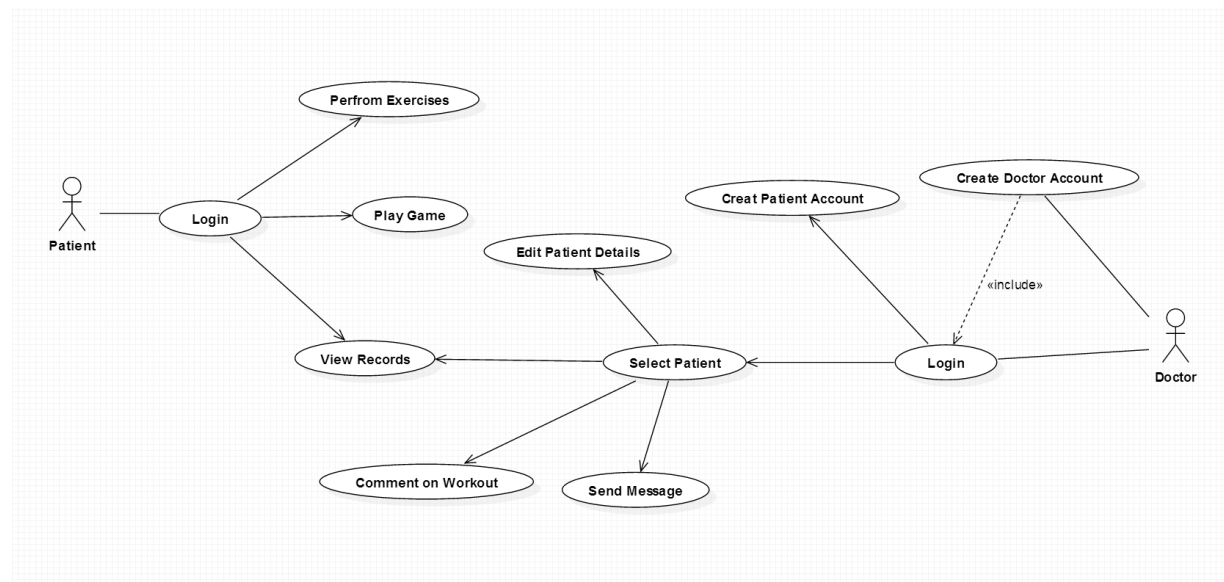 Perfrom Exercises
Create Doctor Account
Creat Patient Account
Login
Play Game
Patient
Edit Patient Details
«include»
View Records
Select Patient
Login
Doctor
Comment on Workout
Send Message